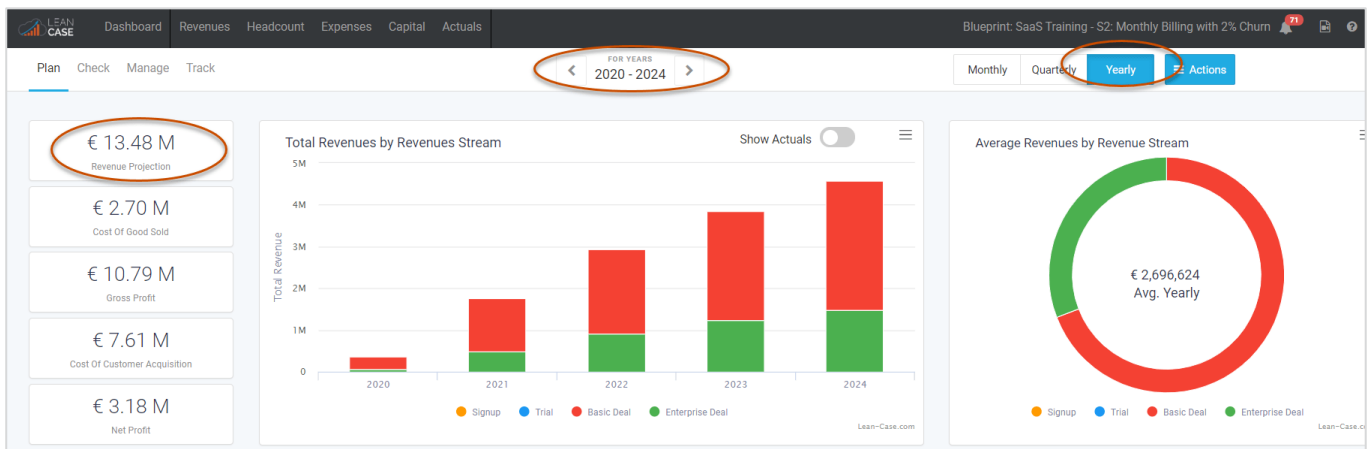 LEAN
CASE
Dashboard Revenues Headcount Expenses Capital Actuals
Blueprint: SaaS Training - S2: Monthly Billing with 2% Churn
71
Plan Check Manage Track
FOR YEARS
2020 - 2024
Monthly Quarterly Yearly Actions
€ 13.48 M
Revenue Projection
€ 2.70 M
Cost Of Good Sold
€ 10.79 M
Gross Profit
€ 7.61 M
Cost Of Customer Acquisition
€ 3.18 M
Net Profit
Total Revenues by Revenues Stream
Show Actuals
Total Revenue
5M
4M
3M
2M
1M
0
2020 2021 2022 2023 2024
Signup Trial Basic Deal Enterprise Deal
Lean-Case.com
Average Revenues by Revenue Stream
€ 2,696,624
Avg. Yearly
Signup Trial Basic Deal Enterprise Deal